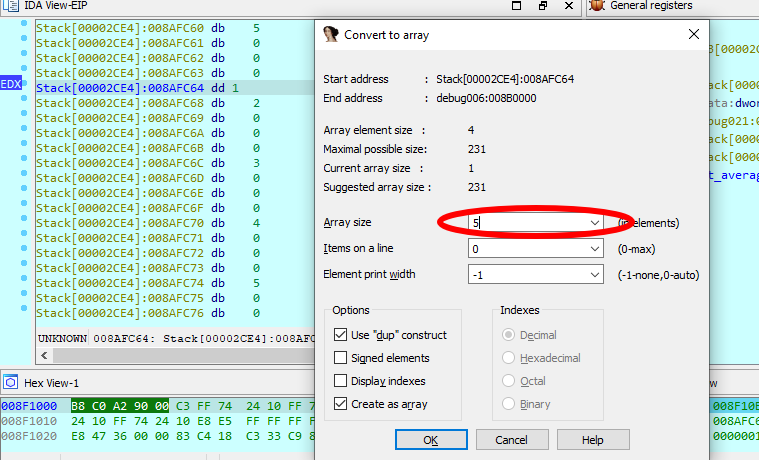 IDA View-EIP
General registers
Stack[00002CE4]:008AFC60 db 5
Stack[00002CE4]:008AFC61 db 0
Stack[00002CE4]:008AFC62 db 0
Stack[00002CE4]:008AFC63 db 0
EDX Stack[00002CE4]:008AFC64 dd 1
Stack[00002CE4]:008AFC68 db 2
Stack[00002CE4]:008AFC69 db 0
Stack[00002CE4]:008AFC6A db 0
Stack[00002CE4]:008AFC6B db 0
Stack[00002CE4]:008AFC6C db 3
Stack[00002CE4]:008AFC6D db 0
Stack[00002CE4]:008AFC6E db 0
Stack[00002CE4]:008AFC6F db 0
Stack[00002CE4]:008AFC70 db 4
Stack[00002CE4]:008AFC71 db 0
Stack[00002CE4]:008AFC72 db 0
Stack[00002CE4]:008AFC73 db 0
Stack[00002CE4]:008AFC74 db 5
Stack[00002CE4]:008AFC75 db 0
Stack[00002CE4]:008AFC76 db 0
UNKNOWN 008AFC64: Stack[00002CE4]:008AFC
Convert to array
Start address : Stack[00002CE4]:008AFC64
End address : debug006:008B0000
Array element size : 4
Maximal possible size: 231
Current array size : 1
Suggested array size : 231
Array size 5 (in elements)
Items on a line 0 (0-max)
Element print width -1 (-1-none,0-auto)
Options
Use "dup" construct
Signed elements
Display indexes
Create as array
Indexes
Decimal
Hexadecimal
Octal
Binary
OK Cancel Help
Hex View-1
008F1000 B8 C0 A2 90 00 C3 FF 74 24 10 FF 7
008F1010 24 10 FF 74 24 10 E8 E5 FF FF FF F
008F1020 E8 47 36 00 00 83 C4 18 C3 33 C9 8
[00002C
ack[0000
ata:dwor
bug021:0
ack[0000
ack[0000
t_averag
ow
008F10E
008AFC6
0000001